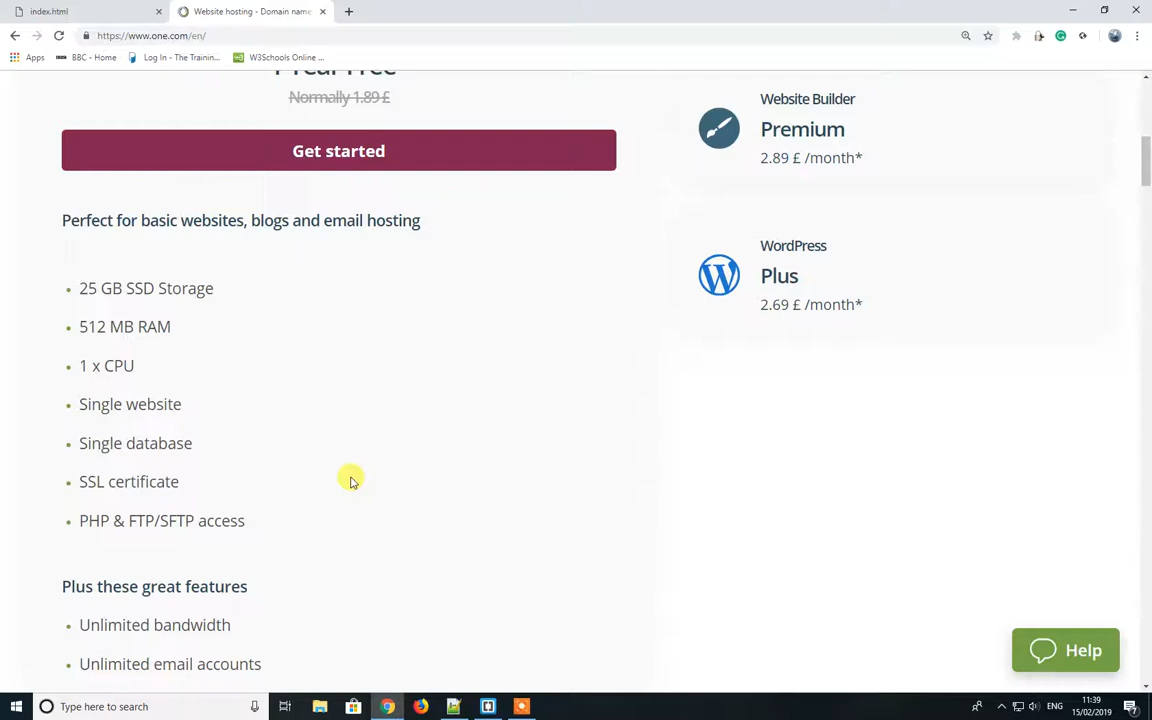 index.html
Website hosting - Domain name
https://www.one.com/en/
Apps
BBC - Home
Log In - The Trainin...
W3Schools Online ...
1 Year Free
Normally 1.89 £
Get started
Perfect for basic websites, blogs and email hosting
25 GB SSD Storage
512 MB RAM
1 x CPU
Single website
Single database
SSL certificate
PHP & FTP/SFTP access
Plus these great features
Unlimited bandwidth
Unlimited email accounts
Website Builder
Premium
2.89 £ /month*
WordPress
Plus
2.69 £ /month*
Help
Type here to search
ENG
11:39
15/02/2019